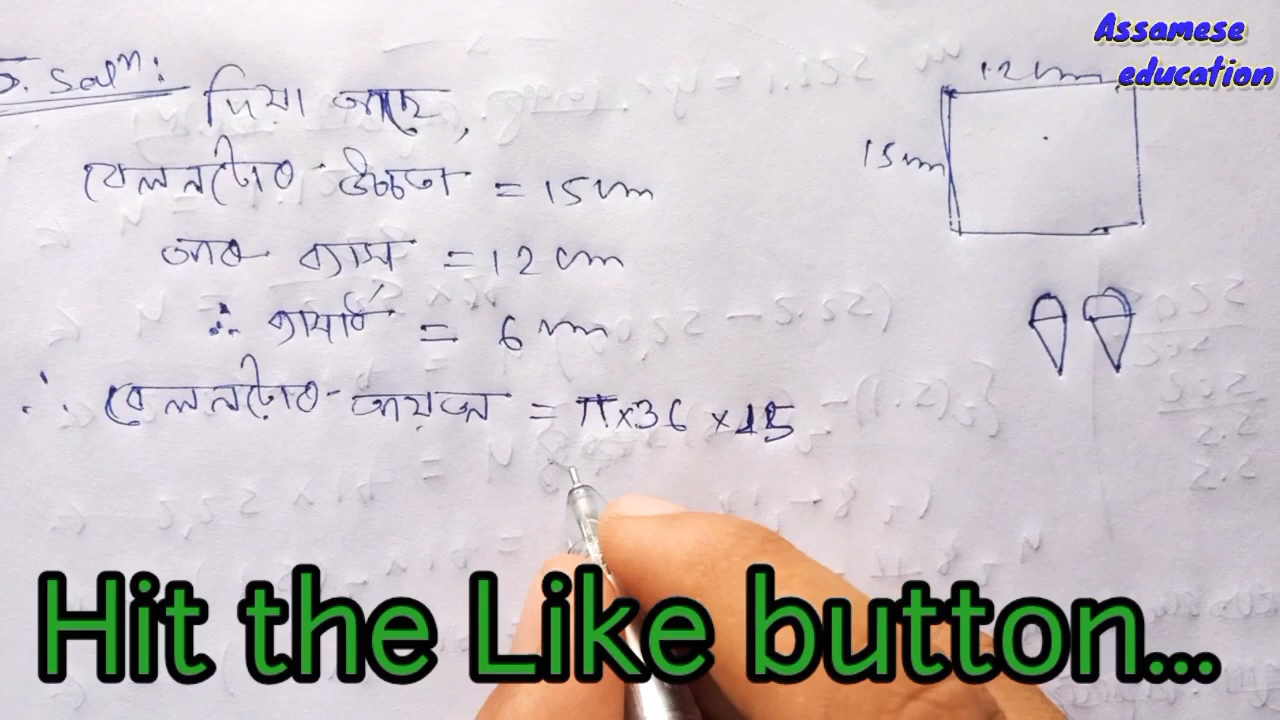 Assamese
education
5. Solⁿ:
দিয়া আছে,
বেলনটোৰ উচ্চতা = 15cm
আৰু ব্যাস = 12 cm
∴ ব্যাসাৰ্ধ = 6 cm
∴ বেলনটোৰ আয়তন = π×36 ×15
12cm
15cm
Hit the Like button...